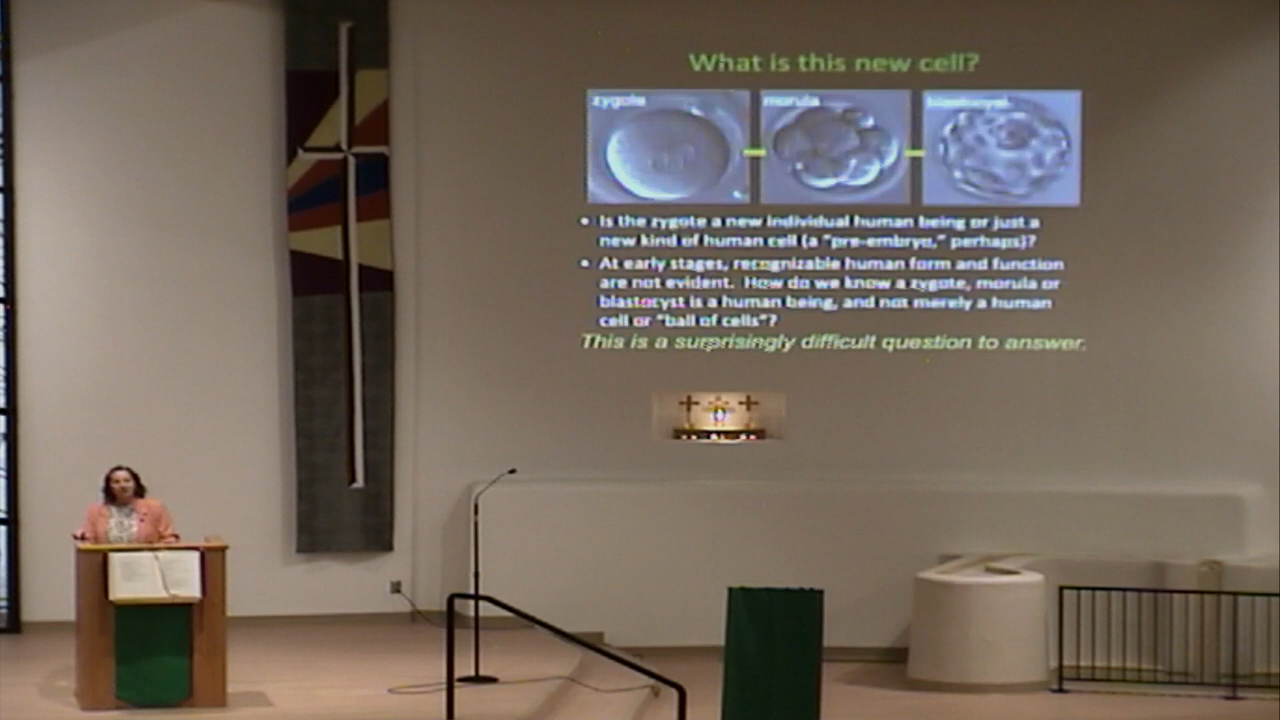 What is this new cell?
zygote morula blastocyst
• Is the zygote a new individual human being or just a
new kind of human cell (a "pre-embryo," perhaps)?
• At early stages, recognizable human form and function
are not evident. How do we know a zygote, morula or
blastocyst is a human being, and not merely a human
cell or "ball of cells"?
This is a surprisingly difficult question to answer.